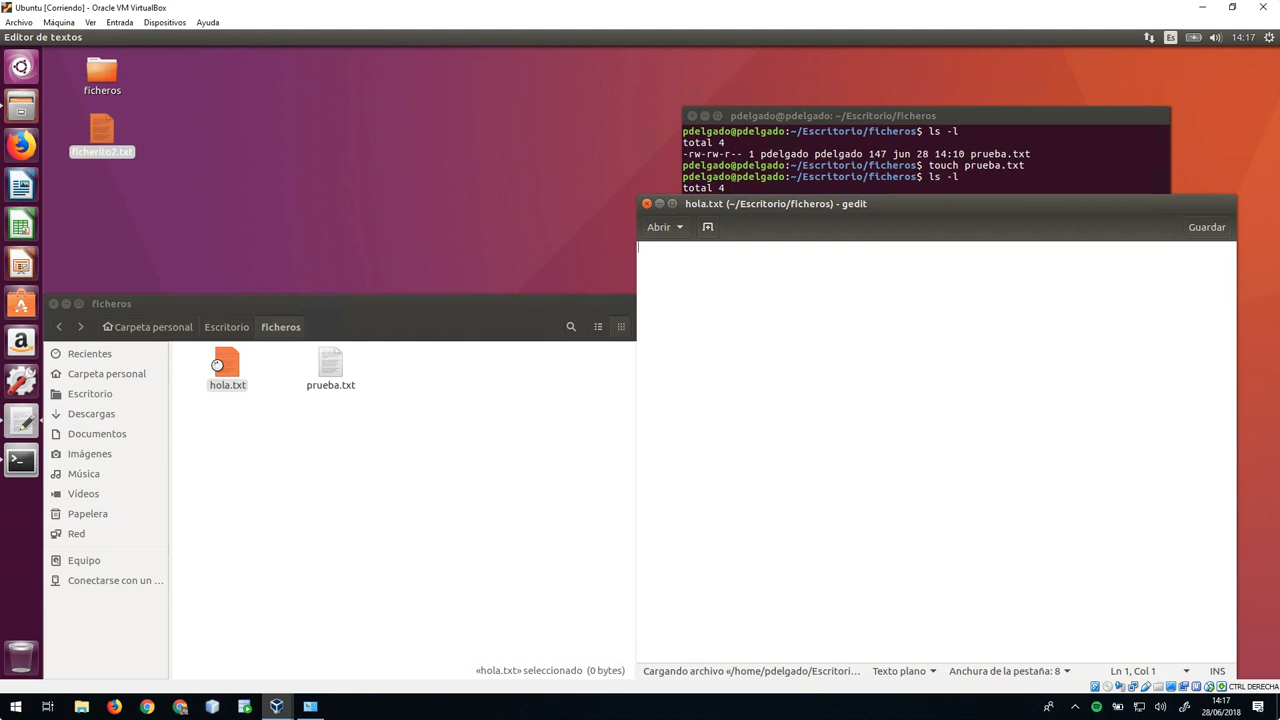 Ubuntu [Corriendo] - Oracle VM VirtualBox
Archivo Máquina Ver Entrada Dispositivos Ayuda
Editor de textos
Es
14:17
ficheros
ficherito2.txt
pdelgado@pdelgado: ~/Escritorio/ficheros
pdelgado@pdelgado:~/Escritorio/ficheros$ ls -l
total 4
-rw-rw-r-- 1 pdelgado pdelgado 147 jun 28 14:10 prueba.txt
pdelgado@pdelgado:~/Escritorio/ficheros$ touch prueba.txt
pdelgado@pdelgado:~/Escritorio/ficheros$ ls -l
total 4
hola.txt (~/Escritorio/ficheros) - gedit
Abrir
Guardar
ficheros
Carpeta personal Escritorio ficheros
Recientes
Carpeta personal
Escritorio
Descargas
Documentos
Imágenes
Música
Vídeos
Papelera
Red
Equipo
Conectarse con un ...
hola.txt
prueba.txt
«hola.txt» seleccionado (0 bytes)
Cargando archivo «/home/pdelgado/Escritori... Texto plano Anchura de la pestaña: 8 Ln 1, Col 1 INS
CTRL DERECHA
14:17
28/06/2018